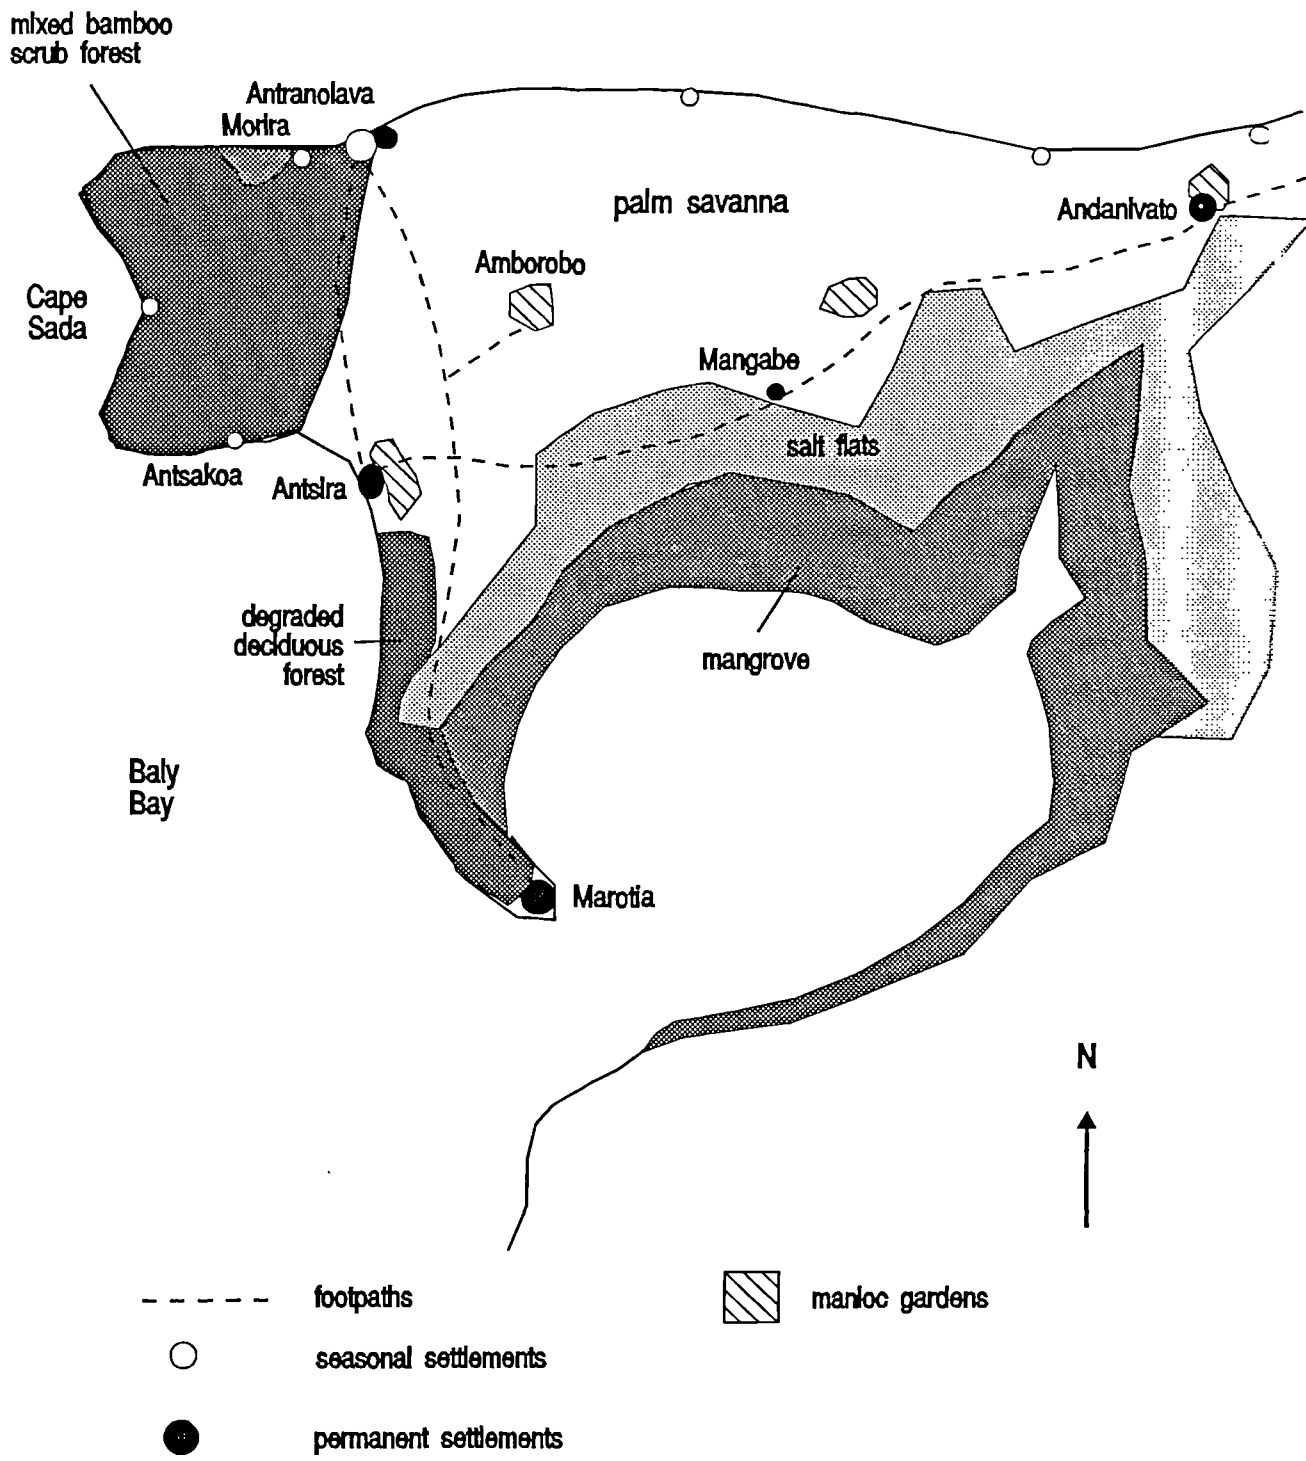 mixed bamboo
scrub forest
Antranolava
Morira
palm savanna
Andanivato
Amborobo
Cape
Sada
Mangabe
salt flats
Antsakoa
Antsira
degraded
deciduous
forest
mangrove
Baly
Bay
Marotia
N
footpaths
manioc gardens
seasonal settlements
permanent settlements